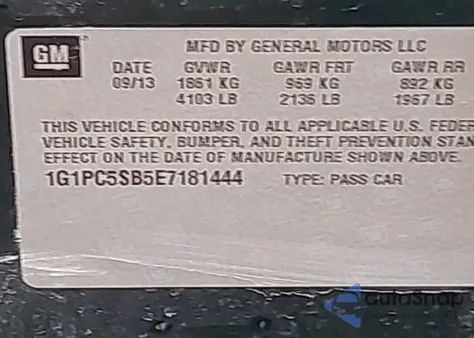 GM
MFD BY GENERAL MOTORS LLC
DATE GVWR GAWR FRT GAWR RR
09/13 1861 KG 969 KG 892 KG
4103 LB 2136 LB 1967 LB
THIS VEHICLE CONFORMS TO ALL APPLICABLE U.S. FEDER
VEHICLE SAFETY, BUMPER, AND THEFT PREVENTION STAN
EFFECT ON THE DATE OF MANUFACTURE SHOWN ABOVE.
1G1PC5SB5E7181444 TYPE: PASS CAR
AutoSnap